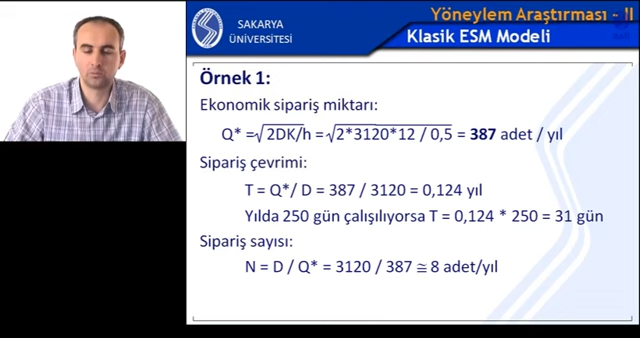 SAKARYA
ÜNİVERSİTESİ
Yöneylem Araştırması - II
Klasik ESM Modeli
Örnek 1:
Ekonomik sipariş miktarı:
Q* =√2DK/h = √2*3120*12 / 0,5 = 387 adet / yıl
Sipariş çevrimi:
T = Q*/ D = 387 / 3120 = 0,124 yıl
Yılda 250 gün çalışılıyorsa T = 0,124 * 250 = 31 gün
Sipariş sayısı:
N = D / Q* = 3120 / 387 ≅ 8 adet/yıl